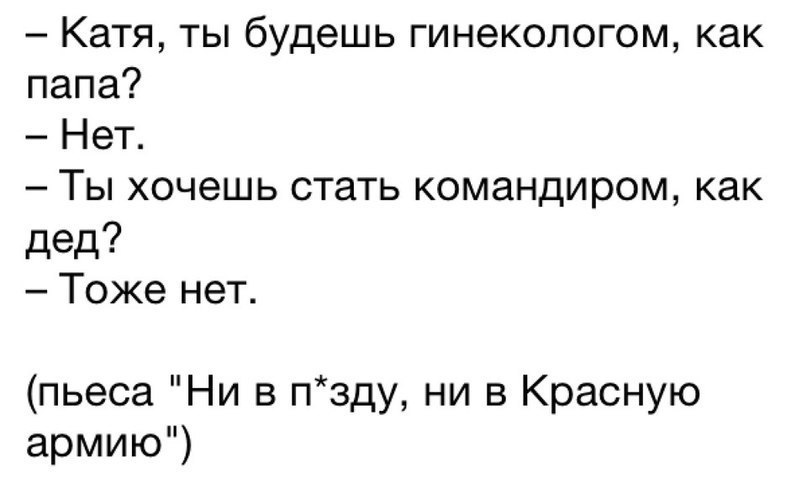 – Катя, ты будешь гинекологом, как
папа?
– Нет.
– Ты хочешь стать командиром, как
дед?
– Тоже нет.
(пьеса "Ни в п*зду, ни в Красную
армию")